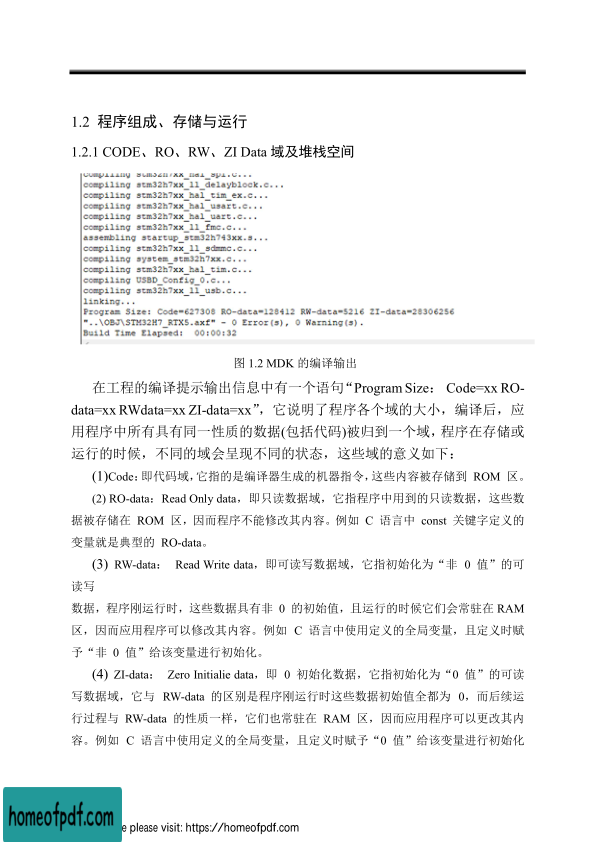 1.2 程序组成、存储与运行
1.2.1 CODE、RO、RW、ZI Data 域及堆栈空间
compiling stm32h7xx_hal_spi.c...
compiling stm32h7xx_ll_delayblock.c...
compiling stm32h7xx_hal_tim_ex.c...
compiling stm32h7xx_hal_usart.c...
compiling stm32h7xx_hal_uart.c...
compiling stm32h7xx_ll_fmc.c...
assembling startup_stm32h743xx.s...
compiling stm32h7xx_ll_sdmmc.c...
compiling system_stm32h7xx.c...
compiling stm32h7xx_hal_tim.c...
compiling USBD_Config_0.c...
compiling stm32h7xx_ll_usb.c...
linking...
Program Size: Code=627308 RO-data=128412 RW-data=5216 ZI-data=28306256
"..\OBJ\STM32H7_RTX5.axf" - 0 Error(s), 0 Warning(s).
Build Time Elapsed:  00:00:32
图 1.2 MDK 的编译输出
在工程的编译提示输出信息中有一个语句“Program Size： Code=xx RO-
data=xx RWdata=xx ZI-data=xx”，它说明了程序各个域的大小，编译后，应
用程序中所有具有同一性质的数据(包括代码)被归到一个域，程序在存储或
运行的时候，不同的域会呈现不同的状态，这些域的意义如下：
(1)Code：即代码域，它指的是编译器生成的机器指令，这些内容被存储到 ROM 区。
(2) RO-data：Read Only data，即只读数据域，它指程序中用到的只读数据，这些数
据被存储在 ROM 区，因而程序不能修改其内容。例如 C 语言中 const 关键字定义的
变量就是典型的 RO-data。
(3) RW-data： Read Write data，即可读写数据域，它指初始化为“非 0 值”的可
读写
数据，程序刚运行时，这些数据具有非 0 的初始值，且运行的时候它们会常驻在 RAM
区，因而应用程序可以修改其内容。例如 C 语言中使用定义的全局变量，且定义时赋
予“非 0 值”给该变量进行初始化。
(4) ZI-data： Zero Initialie data，即 0 初始化数据，它指初始化为“0 值”的可读
写数据域，它与 RW-data 的区别是程序刚运行时这些数据初始值全都为 0，而后续运
行过程与 RW-data 的性质一样，它们也常驻在 RAM 区，因而应用程序可以更改其内
容。例如 C 语言中使用定义的全局变量，且定义时赋予“0 值”给该变量进行初始化
homeofpdf.com
please visit: https://homeofpdf.com